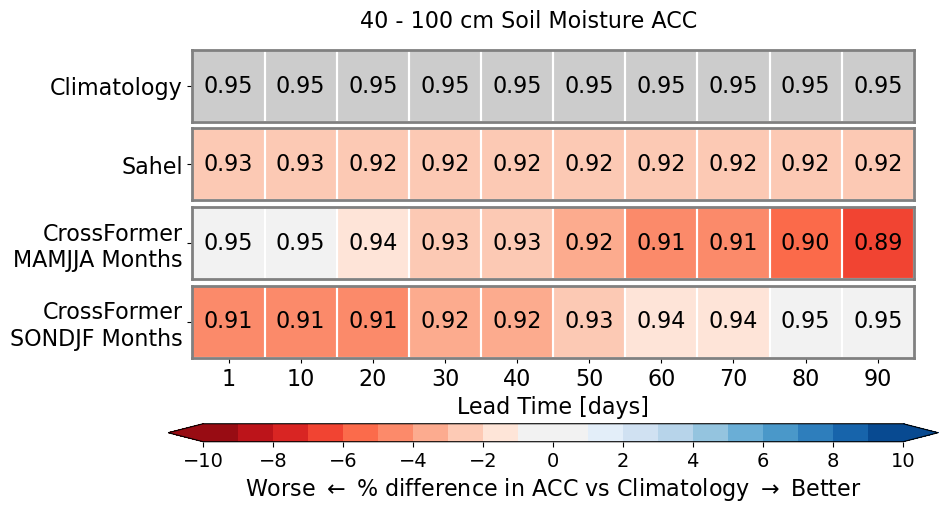 40 - 100 cm Soil Moisture ACC
Climatology 0.95 0.95 0.95 0.95 0.95 0.95 0.95 0.95 0.95 0.95
Sahel 0.93 0.93 0.92 0.92 0.92 0.92 0.92 0.92 0.92 0.92
CrossFormer
MAMJJA Months 0.95 0.95 0.94 0.93 0.93 0.92 0.91 0.91 0.90 0.89
CrossFormer
SONDJF Months 0.91 0.91 0.91 0.92 0.92 0.93 0.94 0.94 0.95 0.95
1 10 20 30 40 50 60 70 80 90
Lead Time [days]
−10 −8 −6 −4 −2 0 2 4 6 8 10
Worse ← % difference in ACC vs Climatology → Better